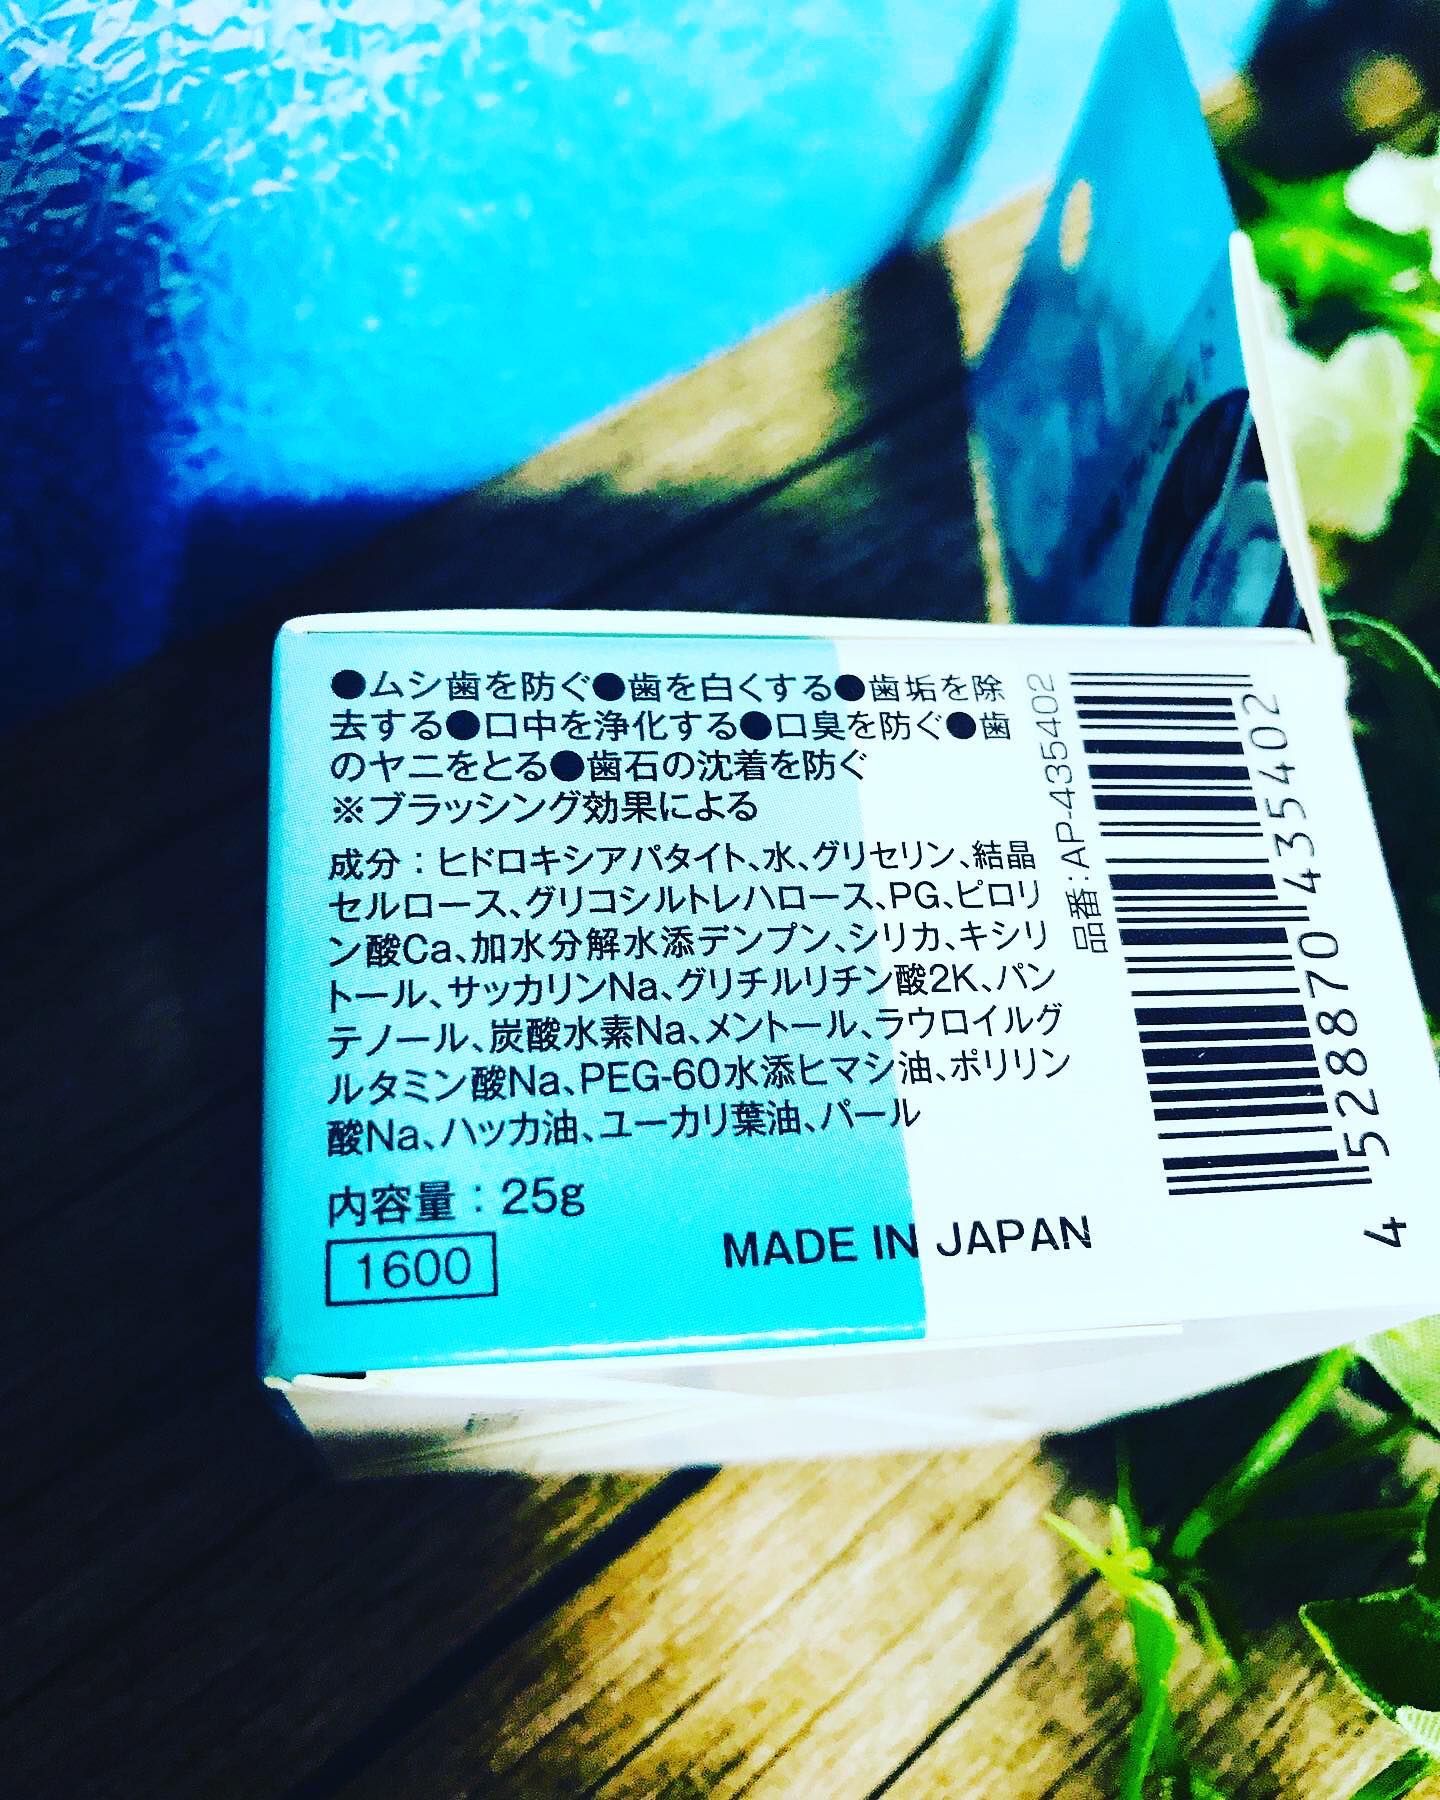 ●ムシ歯を防ぐ●歯を白くする●歯垢を除
去する●口中を浄化する●口臭を防ぐ●歯
のヤニをとる●歯石の沈着を防ぐ
※ブラッシング効果による
成分：ヒドロキシアパタイト、水、グリセリン、結晶
セルロース、グリコシルトレハロース、PG、ピロリ
ン酸Ca、加水分解水添デンプン、シリカ、キシリ
トール、サッカリンNa、グリチルリチン酸2K、パン
テノール、炭酸水素Na、メントール、ラウロイルグ
ルタミン酸Na、PEG-60水添ヒマシ油、ポリリン
酸Na、ハッカ油、ユーカリ葉油、パール
内容量：25g
1600
MADE IN JAPAN
品番：AP-435402
4 528870 435402